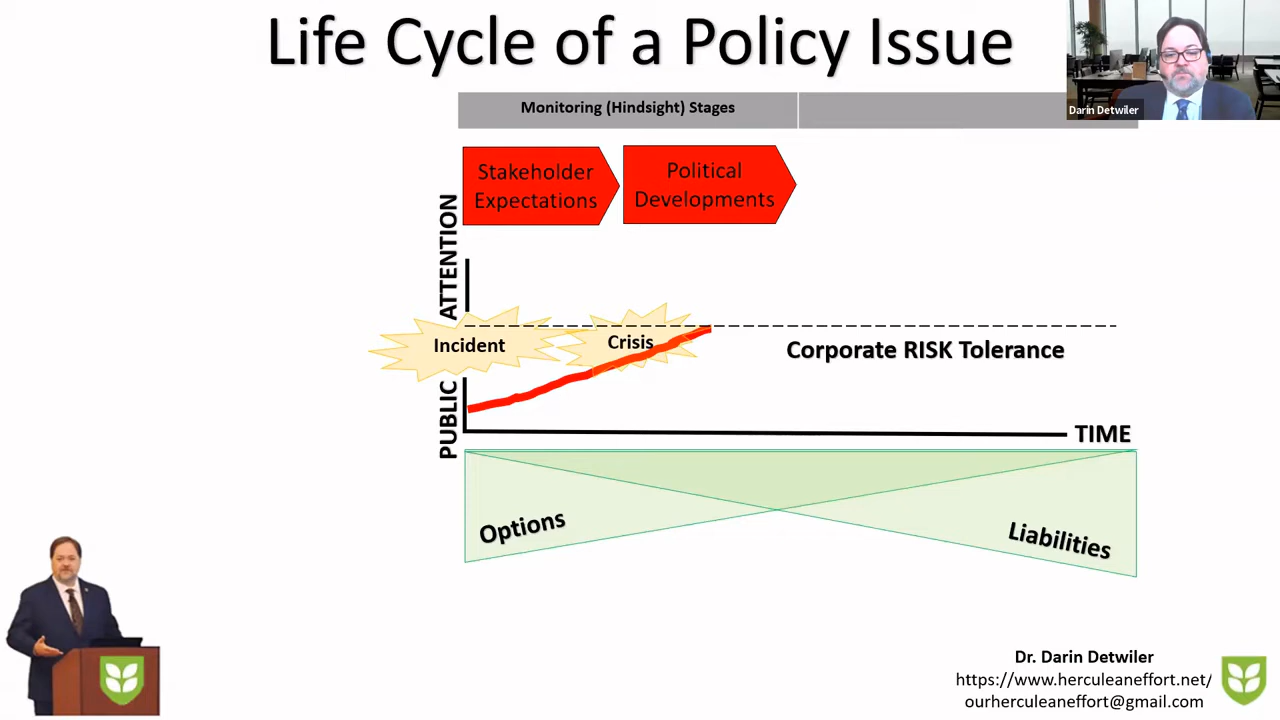 Life Cycle of a Policy Issue
Darin Detwiler
Monitoring (Hindsight) Stages
Stakeholder
Expectations
Political
Developments
PUBLIC ATTENTION
Incident
Crisis
Corporate RISK Tolerance
TIME
Options
Liabilities
Dr. Darin Detwiler
https://www.herculeaneffort.net/
ourherculeaneffort@gmail.com